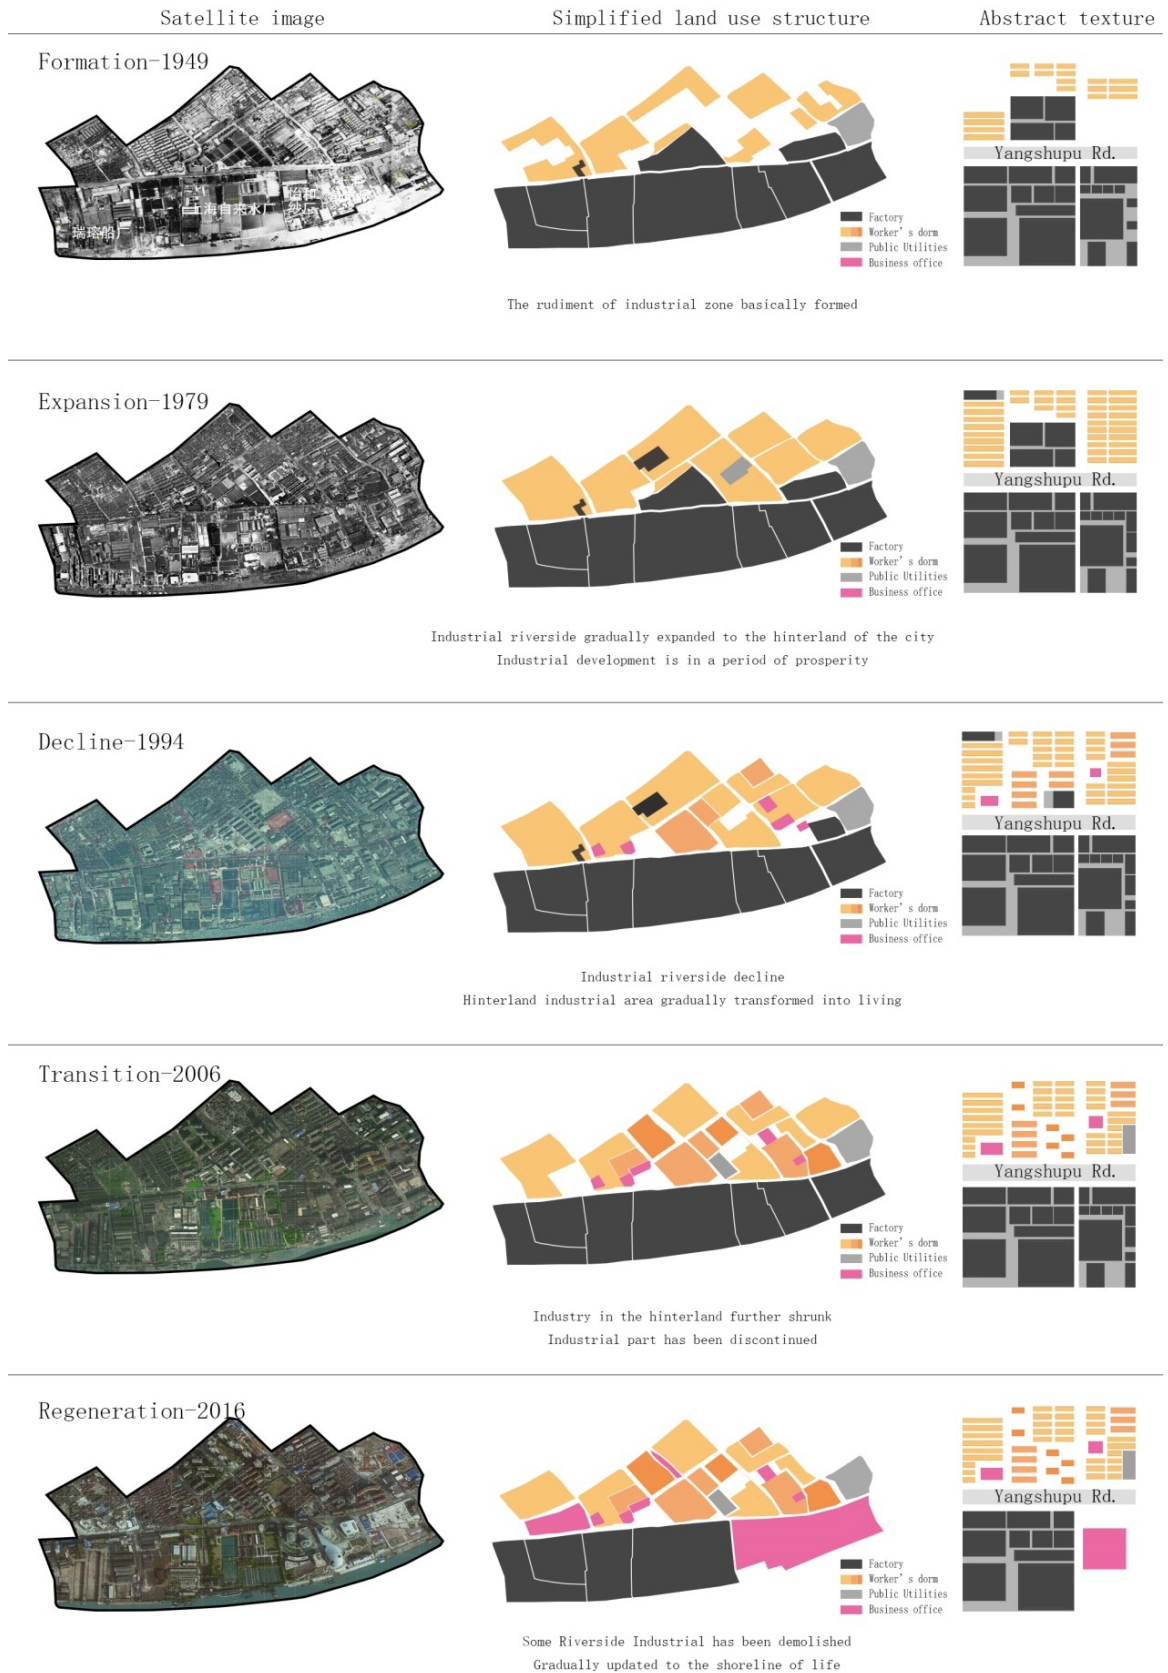 Satellite image
Simplified land use structure
Abstract texture
Formation-1949
瑞瑢船厂
上海自来水厂
怡和
纱厂
Factory
Worker's dorm
Public Utilities
Business office
Yangshupu Rd.
The rudiment of industrial zone basically formed
Expansion-1979
Factory
Worker's dorm
Public Utilities
Business office
Yangshupu Rd.
Industrial riverside gradually expanded to the hinterland of the city
Industrial development is in a period of prosperity
Decline-1994
Factory
Worker's dorm
Public Utilities
Business office
Yangshupu Rd.
Industrial riverside decline
Hinterland industrial area gradually transformed into living
Transition-2006
Factory
Worker's dorm
Public Utilities
Business office
Yangshupu Rd.
Industry in the hinterland further shrunk
Industrial part has been discontinued
Regeneration-2016
Factory
Worker's dorm
Public Utilities
Business office
Yangshupu Rd.
Some Riverside Industrial has been demolished
Gradually updated to the shoreline of life